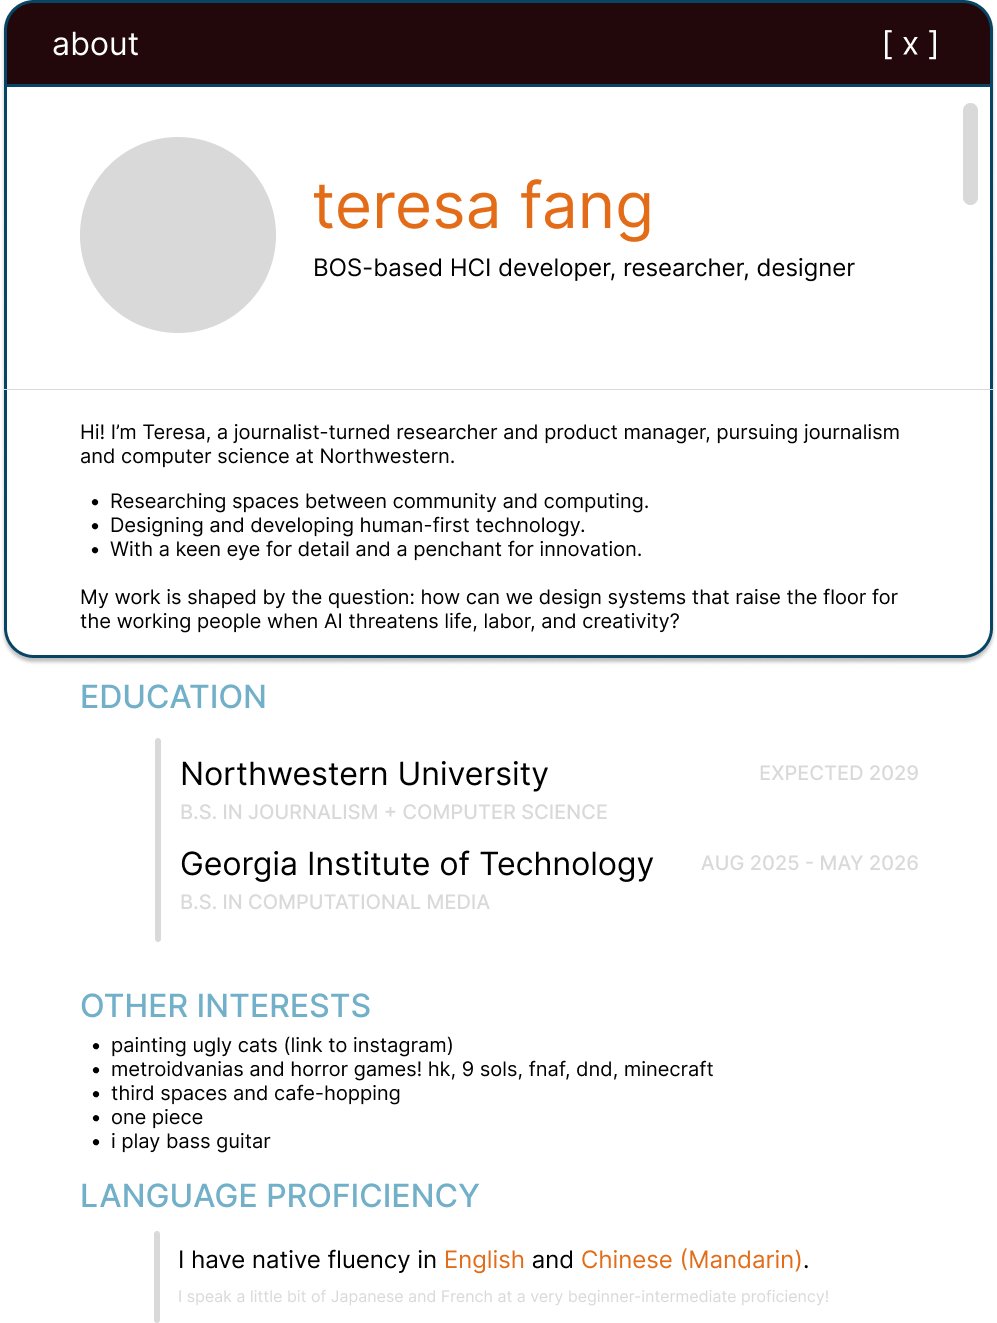 about
[ x ]
teresa fang
BOS-based HCI developer, researcher, designer
Hi! I’m Teresa, a journalist-turned researcher and product manager, pursuing journalism
and computer science at Northwestern.
• Researching spaces between community and computing.
• Designing and developing human-first technology.
• With a keen eye for detail and a penchant for innovation.
My work is shaped by the question: how can we design systems that raise the floor for
the working people when AI threatens life, labor, and creativity?
EDUCATION
Northwestern University
EXPECTED 2029
B.S. IN JOURNALISM + COMPUTER SCIENCE
Georgia Institute of Technology
AUG 2025 - MAY 2026
B.S. IN COMPUTATIONAL MEDIA
OTHER INTERESTS
• painting ugly cats (link to instagram)
• metroidvanias and horror games! hk, 9 sols, fnaf, dnd, minecraft
• third spaces and cafe-hopping
• one piece
• i play bass guitar
LANGUAGE PROFICIENCY
I have native fluency in English and Chinese (Mandarin).
I speak a little bit of Japanese and French at a very beginner-intermediate proficiency!